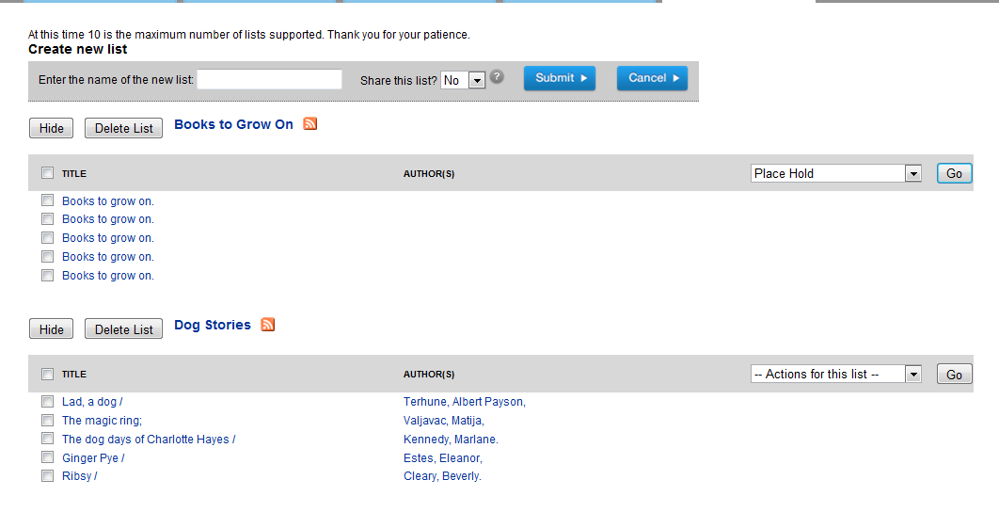 At this time 10 is the maximum number of lists supported. Thank you for your patience.
Create new list
Enter the name of the new list: Share this list? No ? Submit Cancel
Hide Delete List Books to Grow On
TITLE AUTHOR(S) Place Hold Go
Books to grow on.
Books to grow on.
Books to grow on.
Books to grow on.
Books to grow on.
Hide Delete List Dog Stories
TITLE AUTHOR(S) -- Actions for this list -- Go
Lad, a dog / Terhune, Albert Payson,
The magic ring; Valjavac, Matija,
The dog days of Charlotte Hayes / Kennedy, Marlane.
Ginger Pye / Estes, Eleanor,
Ribsy / Cleary, Beverly.